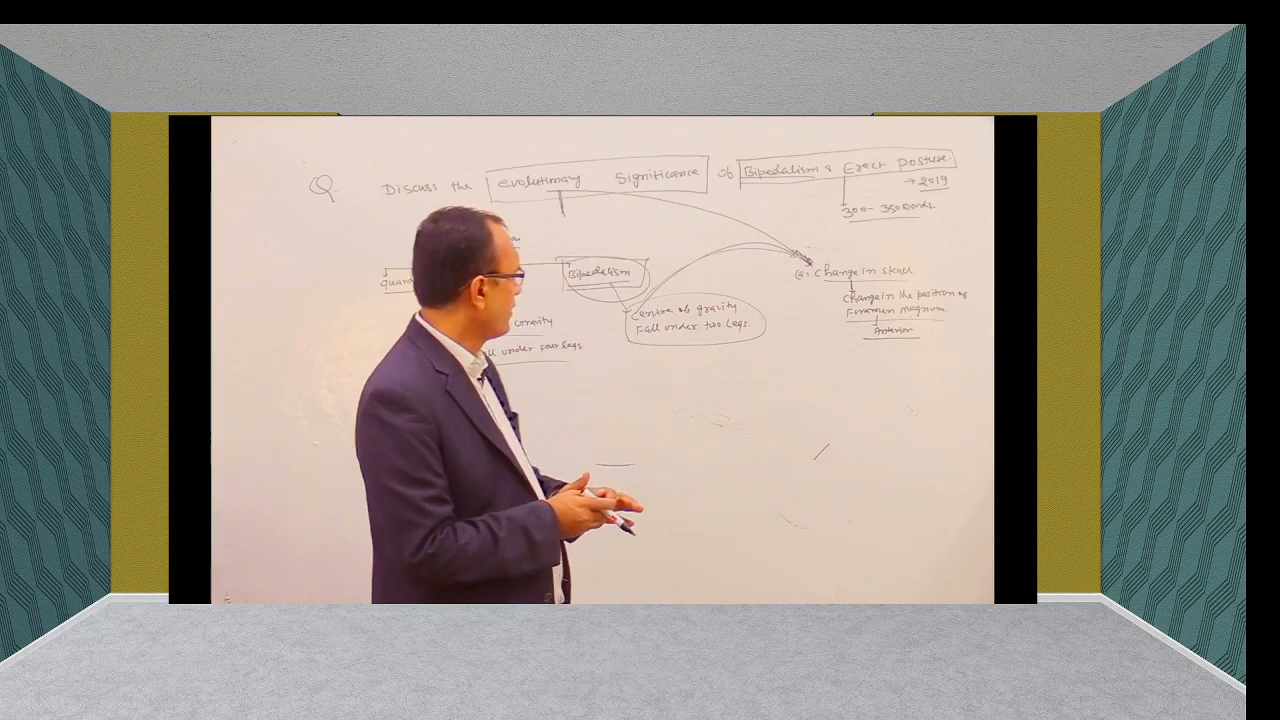 Q. Discuss the evolutionary Significance of Bipedalism & Erect Posture.
→ 2019
300-350 words.
Bipedalism
(a) Change in skull
Change in the position of
Foramen magnum.
Anterior
Centre of gravity
Fall under two Legs.
under four legs